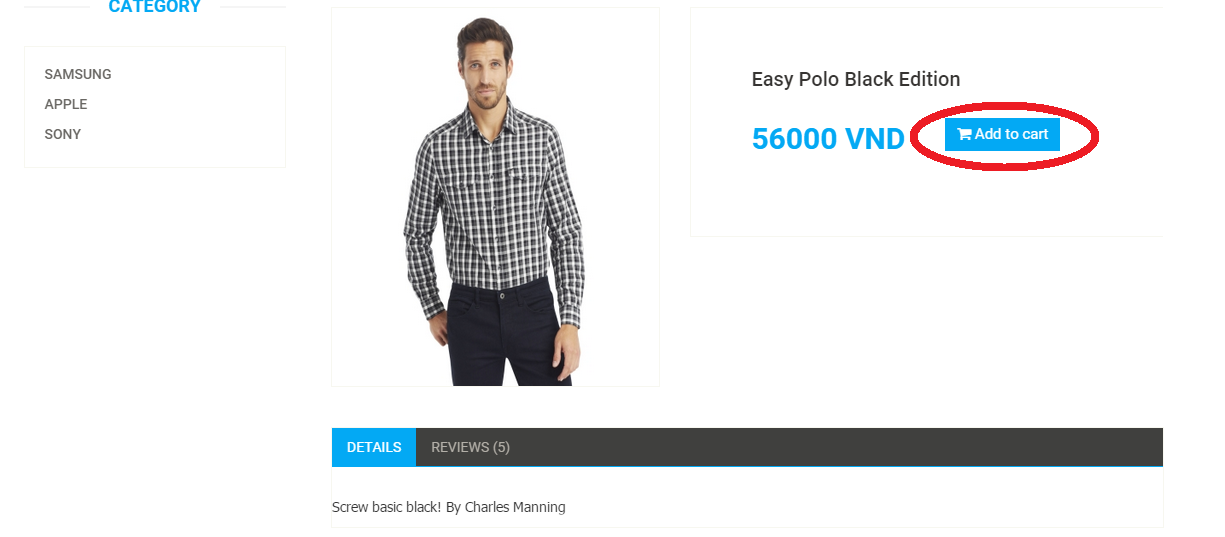 CATEGORY
SAMSUNG
APPLE
SONY
Easy Polo Black Edition
56000 VND
Add to cart
DETAILS
REVIEWS (5)
Screw basic black! By Charles Manning